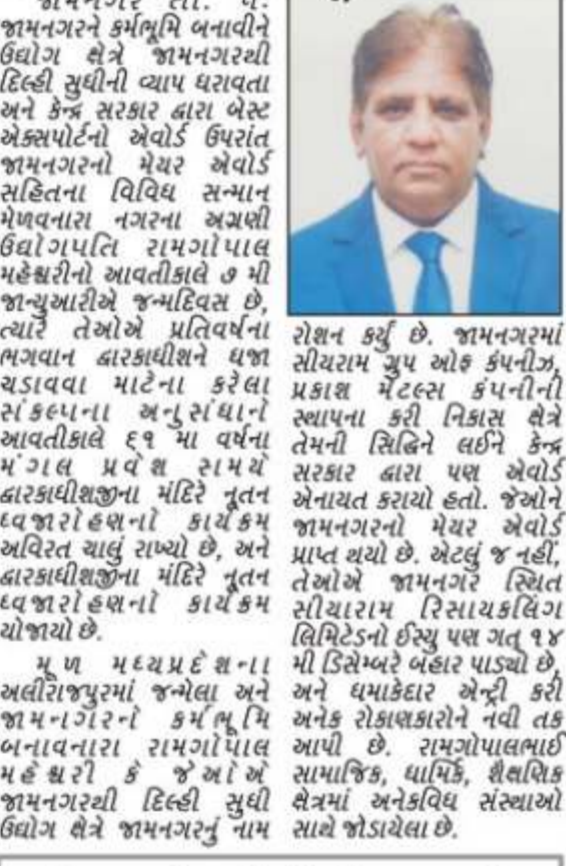 જામનગર તા. ૬.
જામનગરને કર્મભૂમિ બનાવીને
ઉદ્યોગ ક્ષેત્રે જામનગરથી
દિલ્હી સુધીની વ્યાપ ધરાવતા
અને કેન્દ્ર સરકાર દ્વારા બેસ્ટ
એક્સપોર્ટનો એવોર્ડ ઉપરાંત
જામનગરનો મેયર એવોર્ડ
સહિતના વિવિધ સન્માન
મેળવનારા નગરના અગ્રણી
ઉદ્યોગપતિ રામગોપાલ
મહેશ્વરીનો આવતીકાલે ૭ મી
જાન્યુઆરીએ જન્મદિવસ છે,
ત્યારે તેઓએ પ્રતિવર્ષના
ભગવાન દ્વારકાધીશને ધજા
ચડાવવા માટેના કરેલા
સંકલ્પના અનુસંધાને
આવતીકાલે ૬૧ મા વર્ષના
મંગલ પ્રવેશ સમયે
દ્વારકાધીશજીના મંદિરે નૂતન
ધ્વજારોહણનો કાર્યક્રમ
અવિરત ચાલું રાખ્યો છે, અને
દ્વારકાધીશજીના મંદિરે નૂતન
ધ્વજારોહણનો કાર્યક્રમ
યોજાયો છે.
મૂળ મધ્યપ્રદેશના
અલીરાજપુરમાં જન્મેલા અને
જામનગરને કર્મભૂમિ
બનાવનારા રામગોપાલ
મહેશ્વરી કે જેઓએ
જામનગરથી દિલ્હી સુધી
ઉદ્યોગ ક્ષેત્રે જામનગરનું નામ
રોશન કર્યું છે. જામનગરમાં
સીયરામ ગ્રુપ ઓફ કંપનીઝ,
પ્રકાશ મેટલ્સ કંપનીની
સ્થાપના કરી નિકાસ ક્ષેત્રે
તેમની સિદ્ધિને લઈને કેન્દ્ર
સરકાર દ્વારા પણ એવોર્ડ
એનાયત કરાયો હતો. જેઓને
જામનગરનો મેયર એવોર્ડ
પ્રાપ્ત થયો છે. એટલું જ નહીં,
તેઓએ જામનગર સ્થિત
સીયારામ રિસાયકલિંગ
લિમિટેડનો ઈસ્યુ પણ ગત્ ૧૪
મી ડિસેમ્બરે બહાર પાડ્યો છે,
અને ધમાકેદાર એન્ટ્રી કરી
અનેક રોકાણકારોને નવી તક
આપી છે. રામગોપાલભાઈ
સામાજિક, ધાર્મિક, શૈક્ષણિક
ક્ષેત્રમાં અનેકવિધ સંસ્થાઓ
સાથે જોડાયેલા છે.